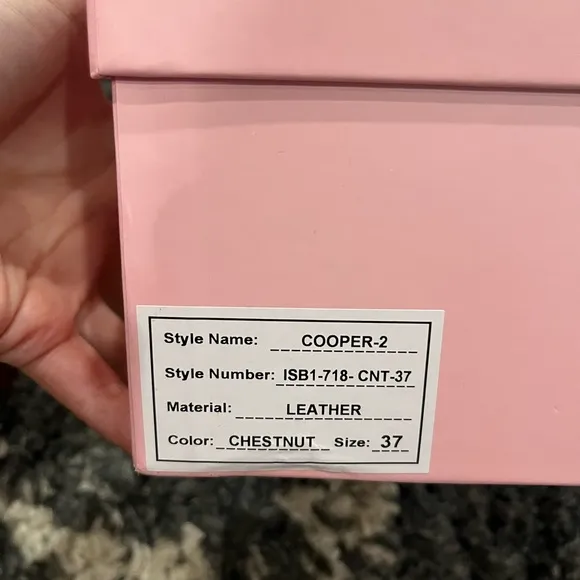 Style Name: COOPER-2
Style Number: ISB1-718- CNT-37
Material: LEATHER
Color: CHESTNUT Size: 37